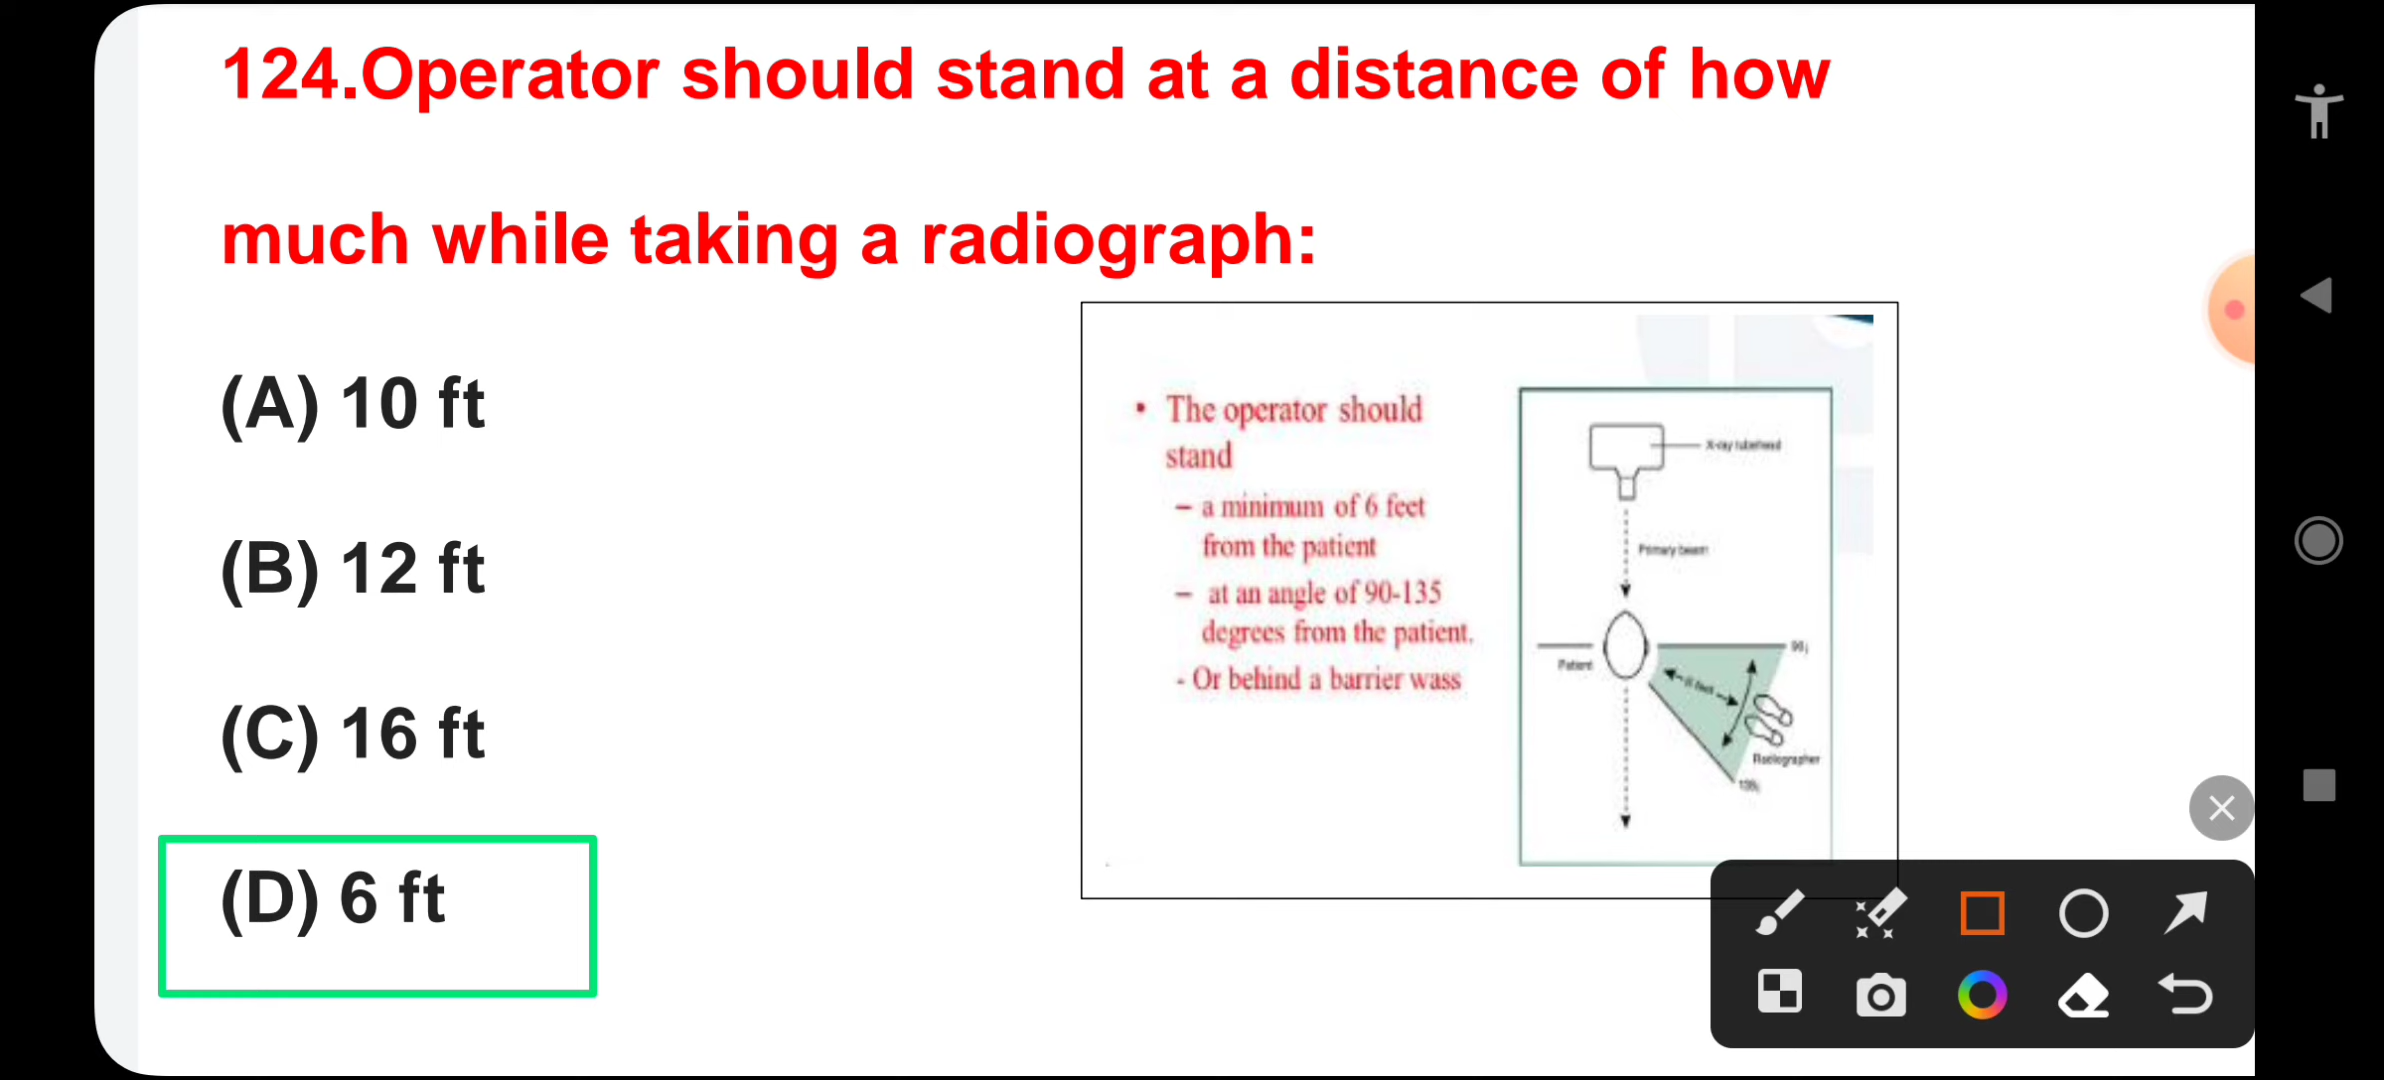 124.Operator should stand at a distance of how
much while taking a radiograph:
(A) 10 ft
(B) 12 ft
(C) 16 ft
(D) 6 ft
• The operator should
stand
– a minimum of 6 feet
from the patient
– at an angle of 90-135
degrees from the patient.
- Or behind a barrier wass
X-ray tubehead
Primary beam
Patient
6 feet
Radiographer